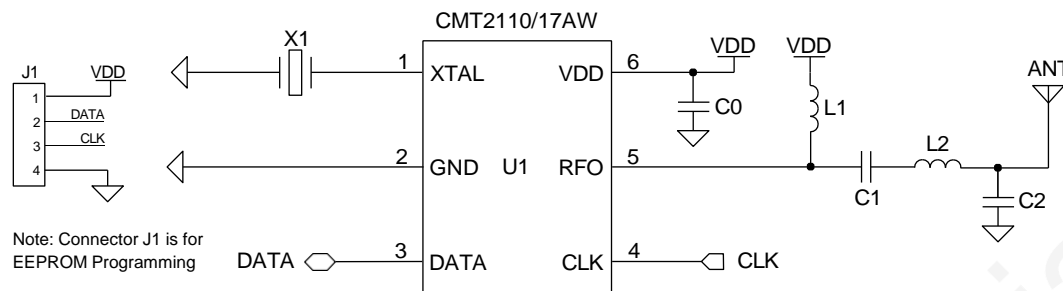 CMT2110/17AW
X1
J1
VDD
1
2
DATA
3
CLK
4
Note: Connector J1 is for
EEPROM Programming
1
XTAL
2
GND
3
DATA
DATA
U1
VDD
6
RFO
5
CLK
4
CLK
VDD
C0
VDD
L1
C1
L2
C2
ANT